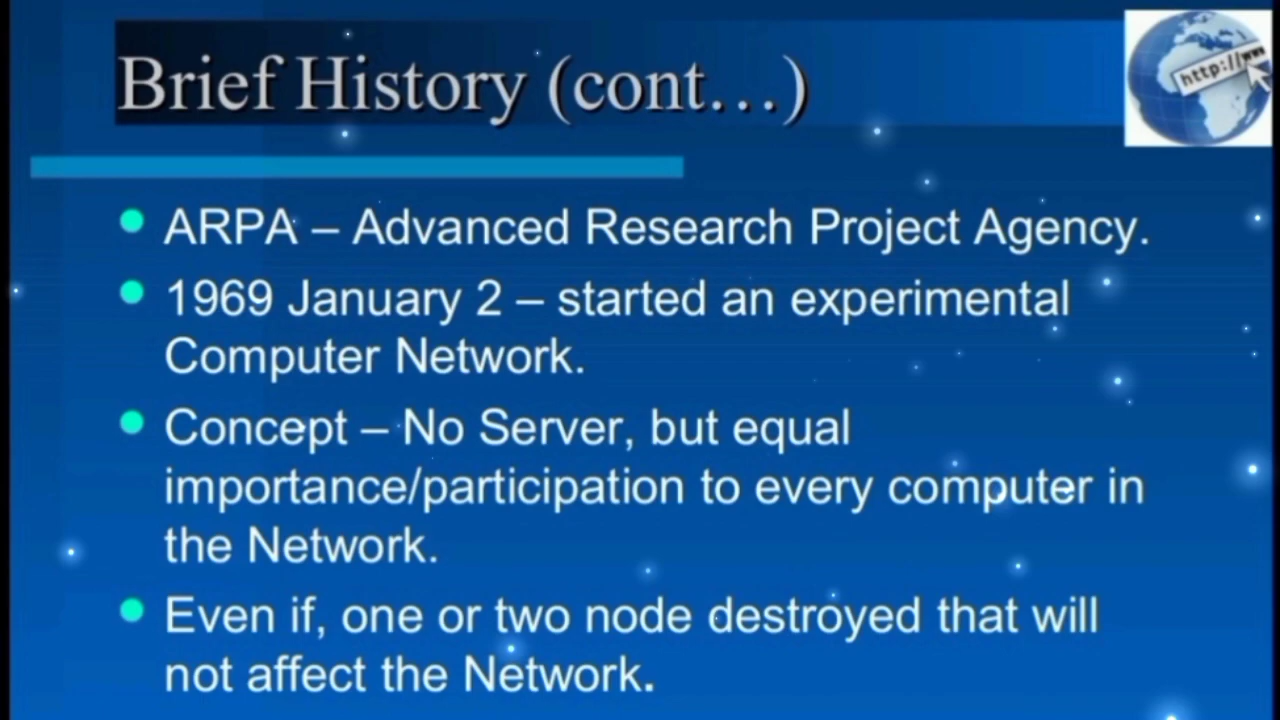 Brief History (cont...)
http://www
ARPA – Advanced Research Project Agency.
1969 January 2 – started an experimental
Computer Network.
Concept – No Server, but equal
importance/participation to every computer in
the Network.
Even if, one or two node destroyed that will
not affect the Network.